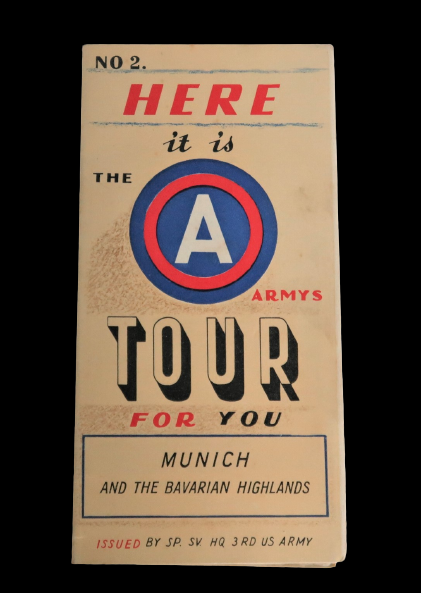 NO 2.
HERE
it is
THE
A
ARMYS
TOUR
FOR YOU
MUNICH
AND THE BAVARIAN HIGHLANDS
ISSUED BY SP. SV. HQ 3RD US ARMY